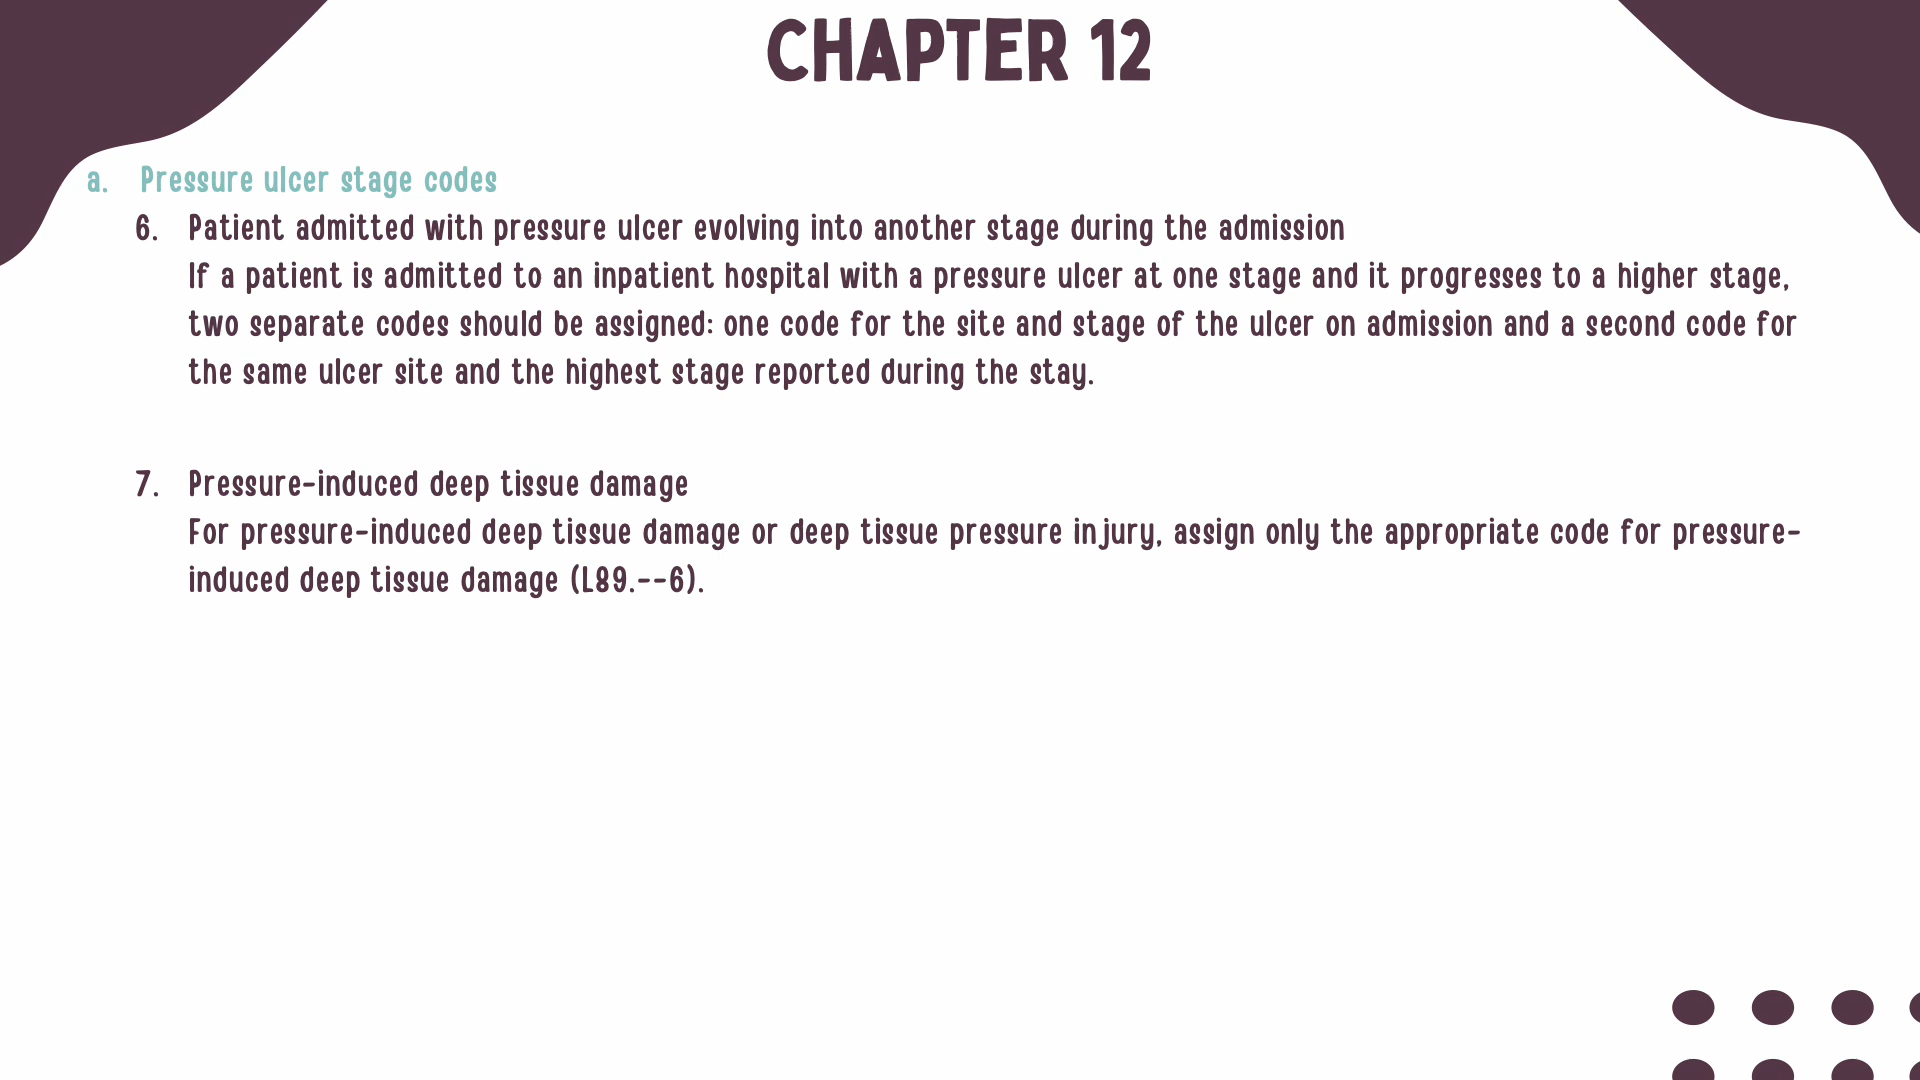 CHAPTER 12
a. Pressure ulcer stage codes
6. Patient admitted with pressure ulcer evolving into another stage during the admission
If a patient is admitted to an inpatient hospital with a pressure ulcer at one stage and it progresses to a higher stage,
two separate codes should be assigned: one code for the site and stage of the ulcer on admission and a second code for
the same ulcer site and the highest stage reported during the stay.
7. Pressure-induced deep tissue damage
For pressure-induced deep tissue damage or deep tissue pressure injury, assign only the appropriate code for pressure-
induced deep tissue damage (L89.--6).